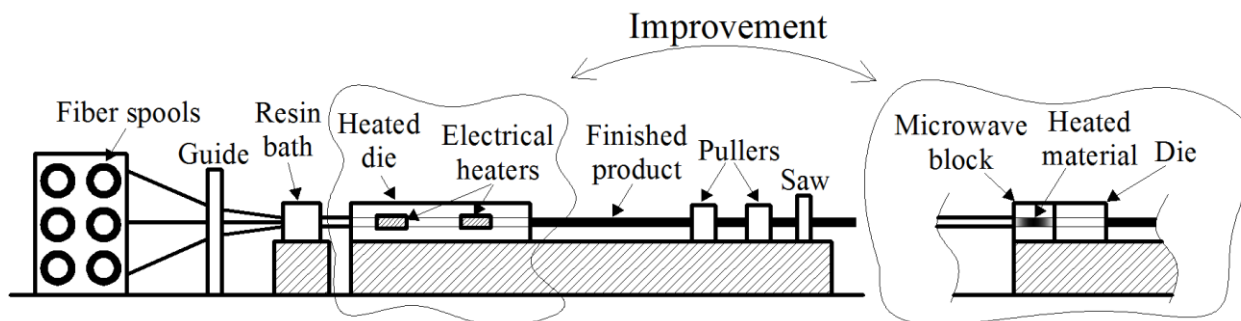 Improvement
Fiber spools
Guide
Resin
bath
Heated
die
Electrical
heaters
Finished
product
Pullers
Saw
Microwave
block
Heated
material
Die